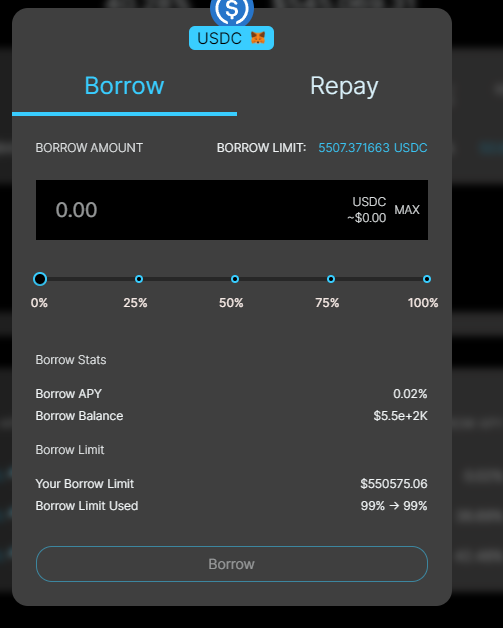 USDC
Borrow Repay
BORROW AMOUNT BORROW LIMIT: 5507.371663 USDC
0.00 USDC ~$0.00 MAX
0% 25% 50% 75% 100%
Borrow Stats
Borrow APY 0.02%
Borrow Balance $5.5e+2K
Borrow Limit
Your Borrow Limit $550575.06
Borrow Limit Used 99% → 99%
Borrow